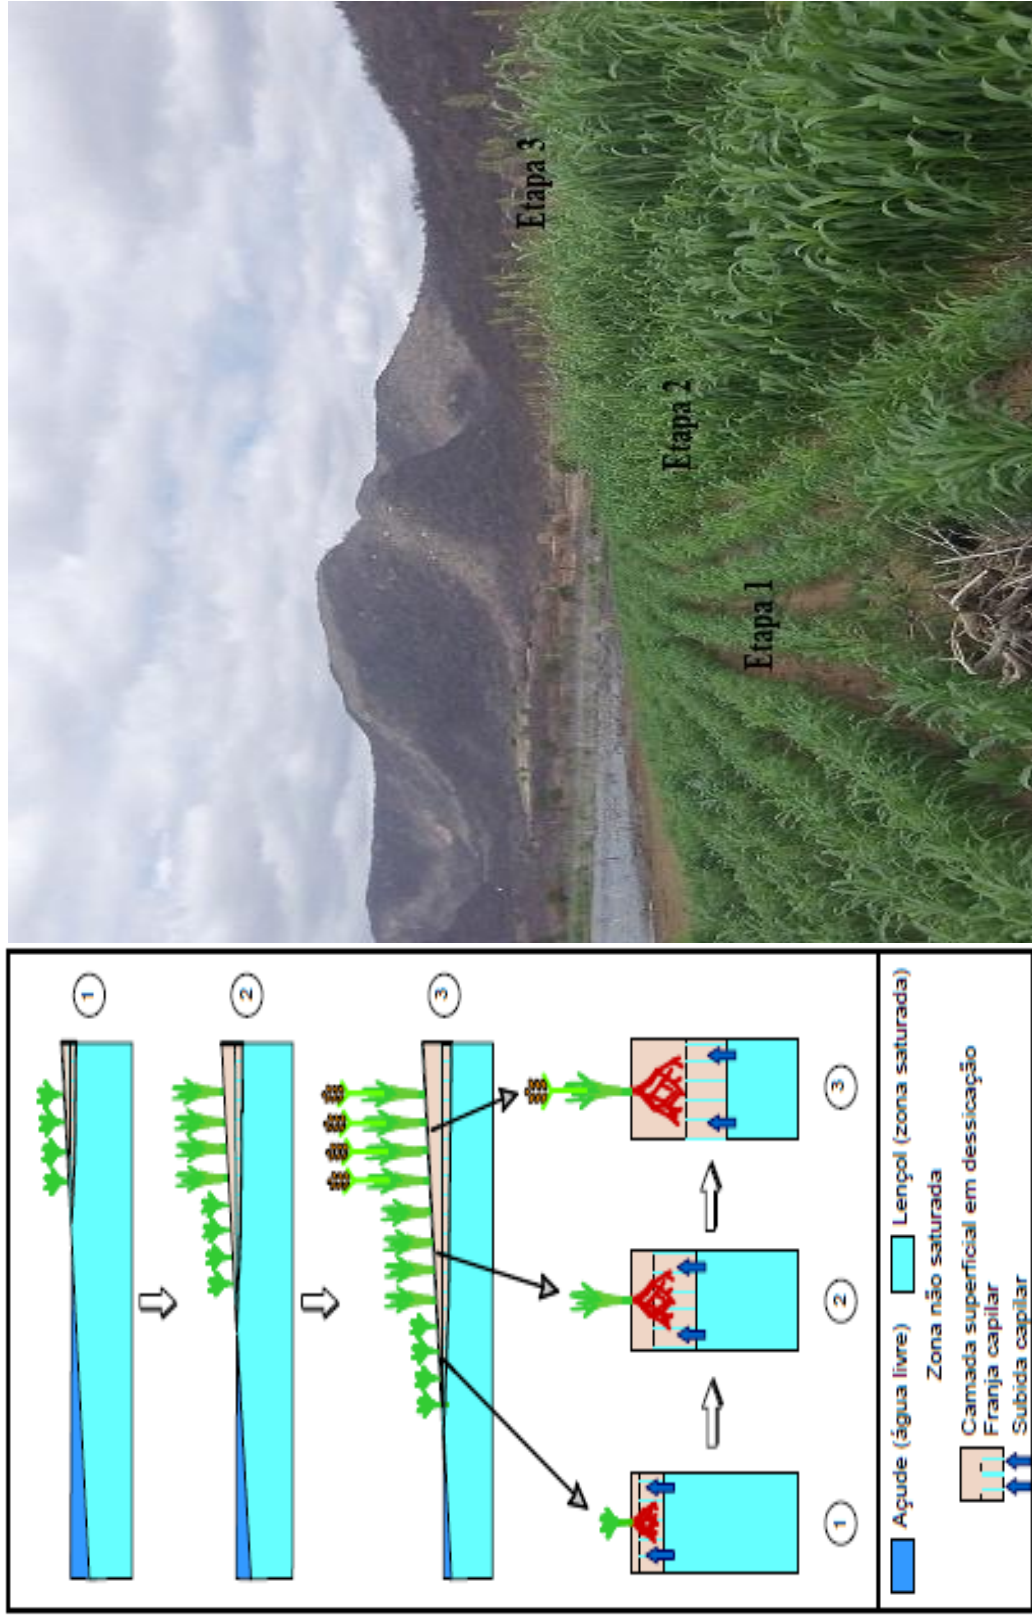 1
2
3
1
2
3
Açude (água livre)
Lençol (zona saturada)
Zona não saturada
Camada superficial em dessicação
Franja capilar
Subida capilar
Etapa 1
Etapa 2
Etapa 3